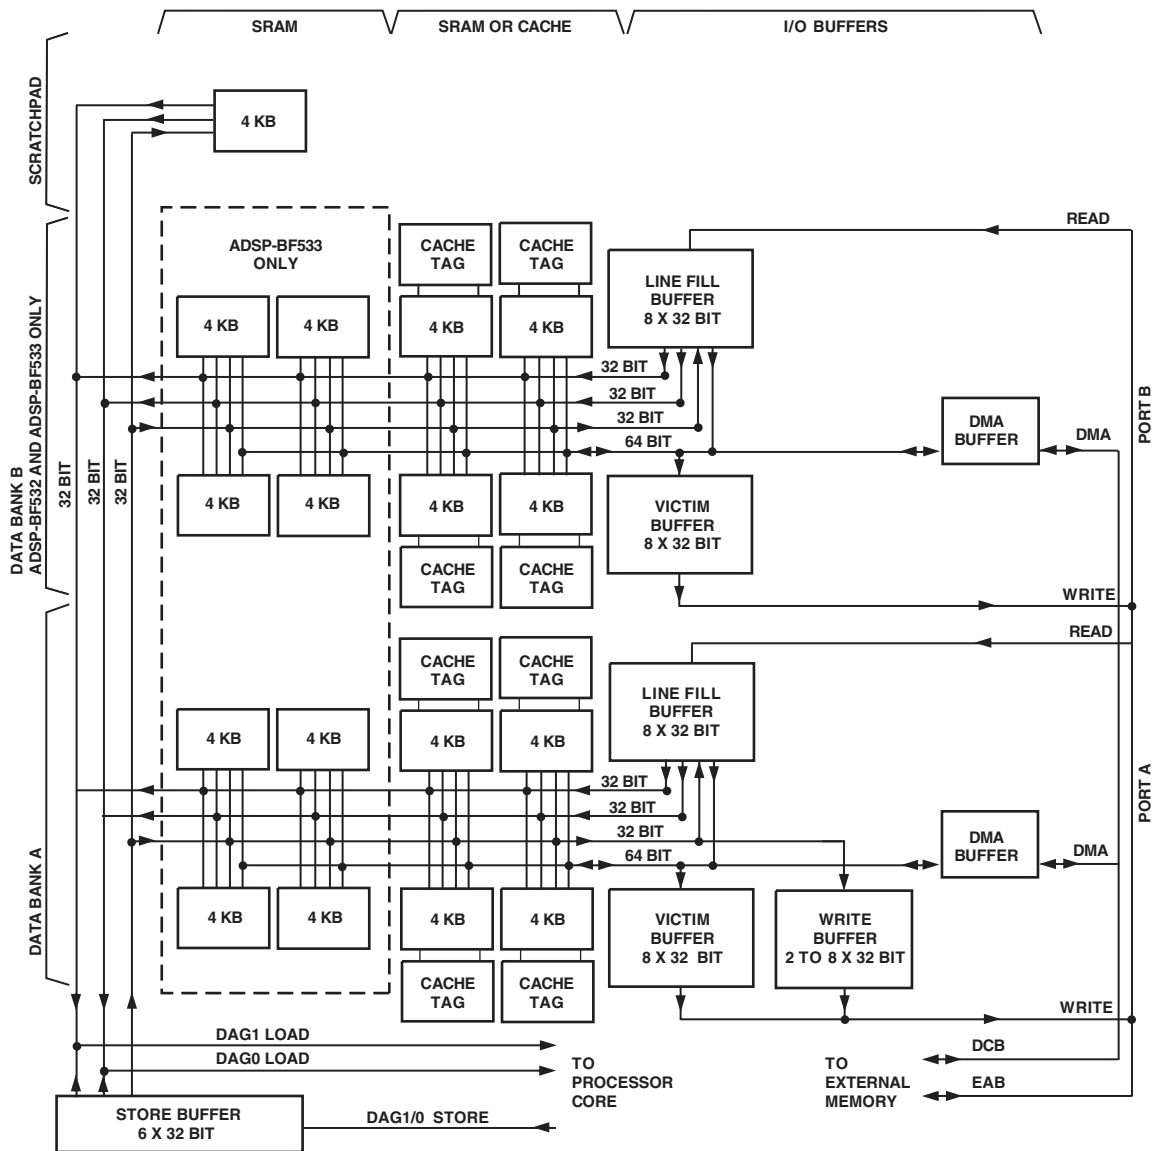 SRAM
SRAM OR CACHE
I/O BUFFERS
SCRATCHPAD
4 KB
DATA BANK B
ADSP-BF532 AND ADSP-BF533 ONLY
32 BIT
32 BIT
32 BIT
ADSP-BF533
ONLY
CACHE
TAG
CACHE
TAG
4 KB
4 KB
4 KB
4 KB
LINE FILL
BUFFER
8 X 32 BIT
READ
32 BIT
32 BIT
32 BIT
64 BIT
DMA
BUFFER
DMA
PORT B
4 KB
4 KB
4 KB
4 KB
CACHE
TAG
CACHE
TAG
VICTIM
BUFFER
8 X 32 BIT
WRITE
DATA BANK A
CACHE
TAG
CACHE
TAG
4 KB
4 KB
4 KB
4 KB
LINE FILL
BUFFER
8 X 32 BIT
READ
32 BIT
32 BIT
32 BIT
64 BIT
DMA
BUFFER
DMA
PORT A
4 KB
4 KB
4 KB
4 KB
CACHE
TAG
CACHE
TAG
VICTIM
BUFFER
8 X 32 BIT
WRITE
BUFFER
2 TO 8 X 32 BIT
WRITE
DAG1 LOAD
DAG0 LOAD
TO
PROCESSOR
CORE
TO
EXTERNAL
MEMORY
DCB
EAB
STORE BUFFER
6 X 32 BIT
DAG1/0 STORE